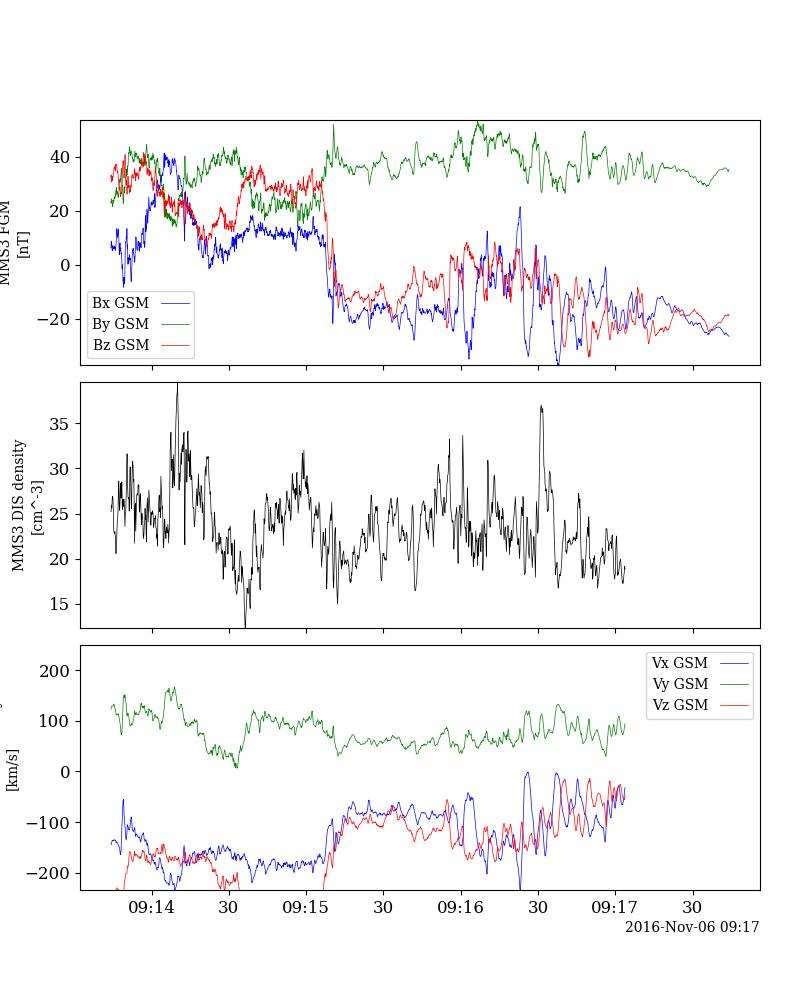 MMS3 FGM
[nT]
40
20
0
−20
Bx GSM
By GSM
Bz GSM
MMS3 DIS density
[cm^-3]
35
30
25
20
15
[km/s]
200
100
0
−100
−200
Vx GSM
Vy GSM
Vz GSM
09:14 30 09:15 30 09:16 30 09:17 30
2016-Nov-06 09:17